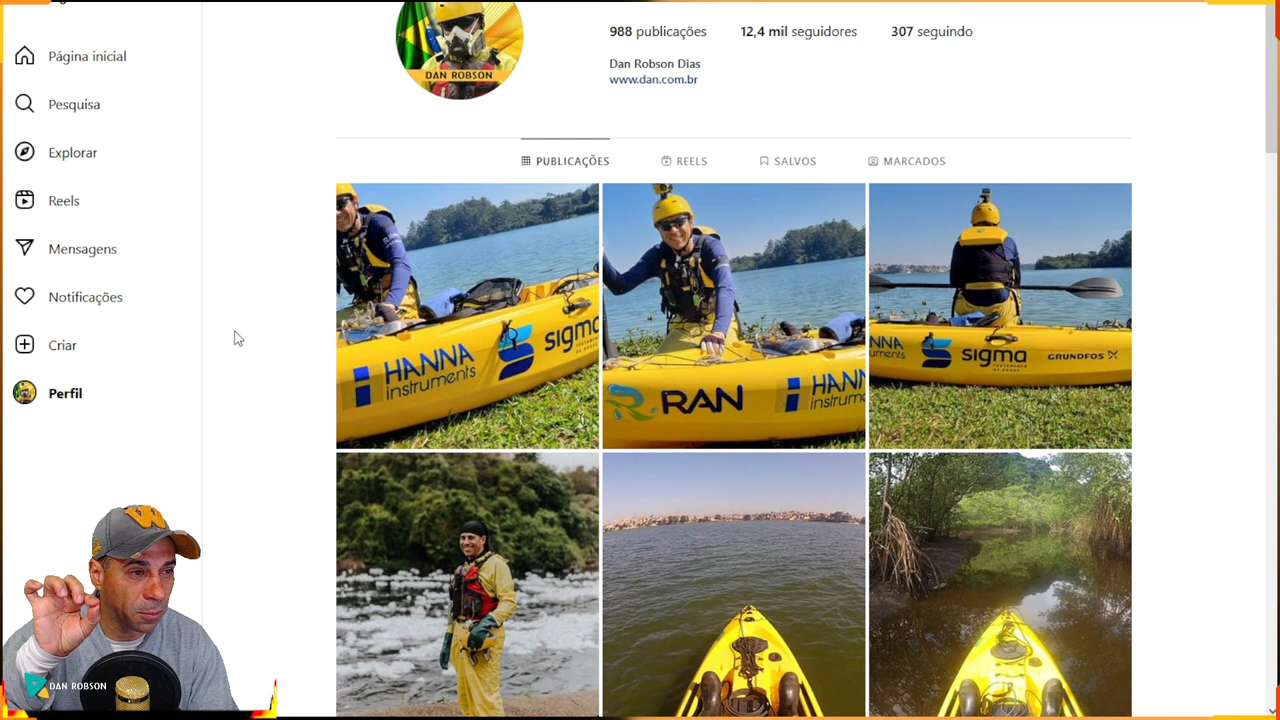 988 publicações 12,4 mil seguidores 307 seguindo
Dan Robson Dias
www.dan.com.br
DAN ROBSON
Página inicial
Pesquisa
Explorar
Reels
Mensagens
Notificações
Criar
Perfil
PUBLICAÇÕES REELS SALVOS MARCADOS
HANNA
instruments
sigma
RAN
HANNA
sigma
GRUNDFOS
DAN ROBSON